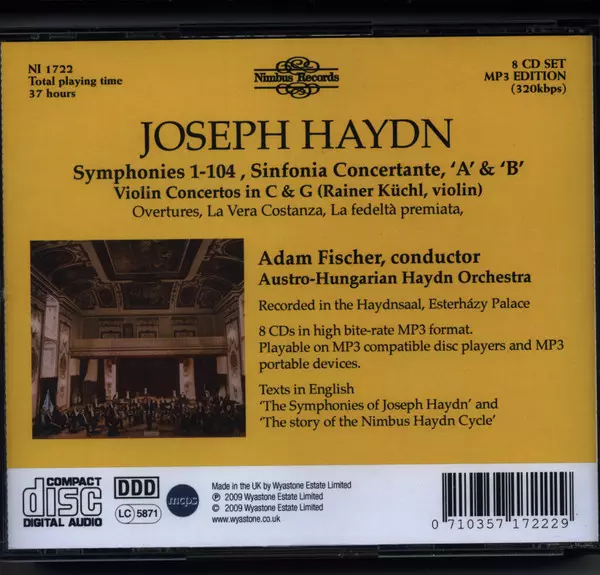 NI 1722
Total playing time
37 hours
Nimbus Records
8 CD SET
MP3 EDITION
(320kbps)
JOSEPH HAYDN
Symphonies 1-104 , Sinfonia Concertante, ‘A’ & ‘B’
Violin Concertos in C & G (Rainer Küchl, violin)
Overtures, La Vera Costanza, La fedeltà premiata,
Adam Fischer, conductor
Austro-Hungarian Haydn Orchestra
Recorded in the Haydnsaal, Esterházy Palace
8 CDs in high bite-rate MP3 format.
Playable on MP3 compatible disc players and MP3
portable devices.
Texts in English
‘The Symphonies of Joseph Haydn’ and
‘The story of the Nimbus Haydn Cycle’
COMPACT
disc
DIGITAL AUDIO
DDD
LC 5871
mcps
Made in the UK by Wyastone Estate Limited
℗ 2009 Wyastone Estate Limited
© 2009 Wyastone Estate Limited
www.wyastone.co.uk
0 710357 172229